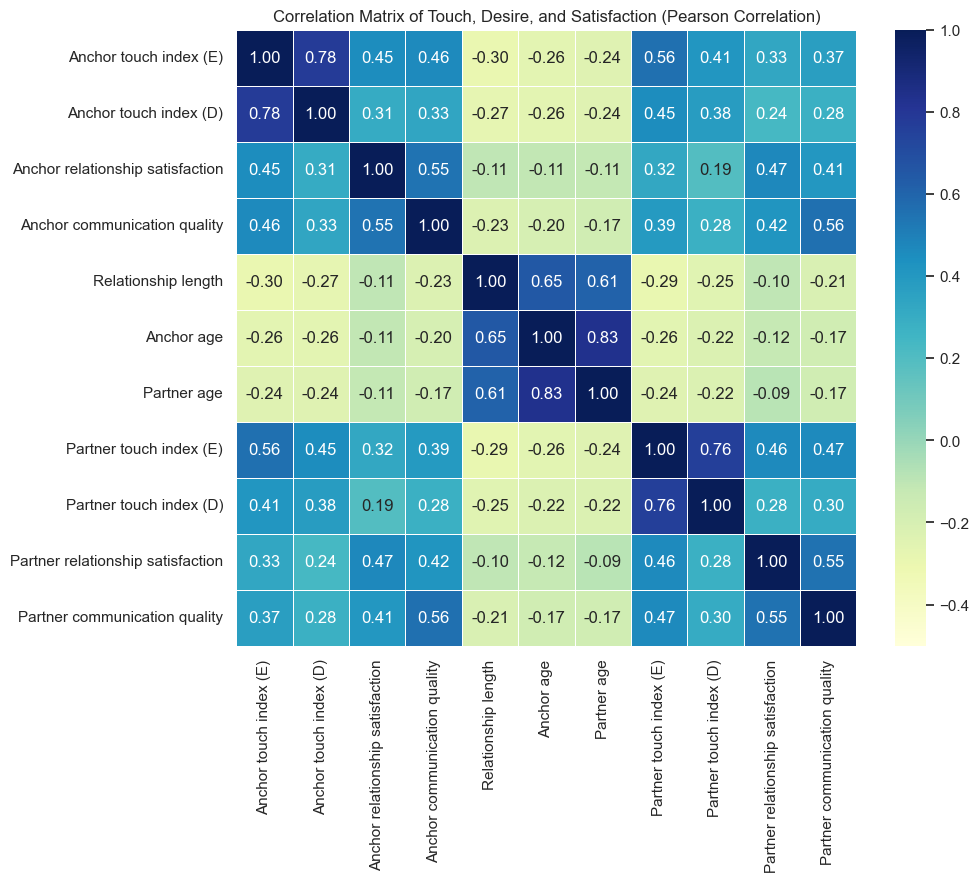 Correlation Matrix of Touch, Desire, and Satisfaction (Pearson Correlation)
Anchor touch index (E) 1.00 0.78 0.45 0.46 -0.30 -0.26 -0.24 0.56 0.41 0.33 0.37
Anchor touch index (D) 0.78 1.00 0.31 0.33 -0.27 -0.26 -0.24 0.45 0.38 0.24 0.28
Anchor relationship satisfaction 0.45 0.31 1.00 0.55 -0.11 -0.11 -0.11 0.32 0.19 0.47 0.41
Anchor communication quality 0.46 0.33 0.55 1.00 -0.23 -0.20 -0.17 0.39 0.28 0.42 0.56
Relationship length -0.30 -0.27 -0.11 -0.23 1.00 0.65 0.61 -0.29 -0.25 -0.10 -0.21
Anchor age -0.26 -0.26 -0.11 -0.20 0.65 1.00 0.83 -0.26 -0.22 -0.12 -0.17
Partner age -0.24 -0.24 -0.11 -0.17 0.61 0.83 1.00 -0.24 -0.22 -0.09 -0.17
Partner touch index (E) 0.56 0.45 0.32 0.39 -0.29 -0.26 -0.24 1.00 0.76 0.46 0.47
Partner touch index (D) 0.41 0.38 0.19 0.28 -0.25 -0.22 -0.22 0.76 1.00 0.28 0.30
Partner relationship satisfaction 0.33 0.24 0.47 0.42 -0.10 -0.12 -0.09 0.46 0.28 1.00 0.55
Partner communication quality 0.37 0.28 0.41 0.56 -0.21 -0.17 -0.17 0.47 0.30 0.55 1.00
Anchor touch index (E)
Anchor touch index (D)
Anchor relationship satisfaction
Anchor communication quality
Relationship length
Anchor age
Partner age
Partner touch index (E)
Partner touch index (D)
Partner relationship satisfaction
Partner communication quality
1.0
0.8
0.6
0.4
0.2
0.0
−0.2
−0.4